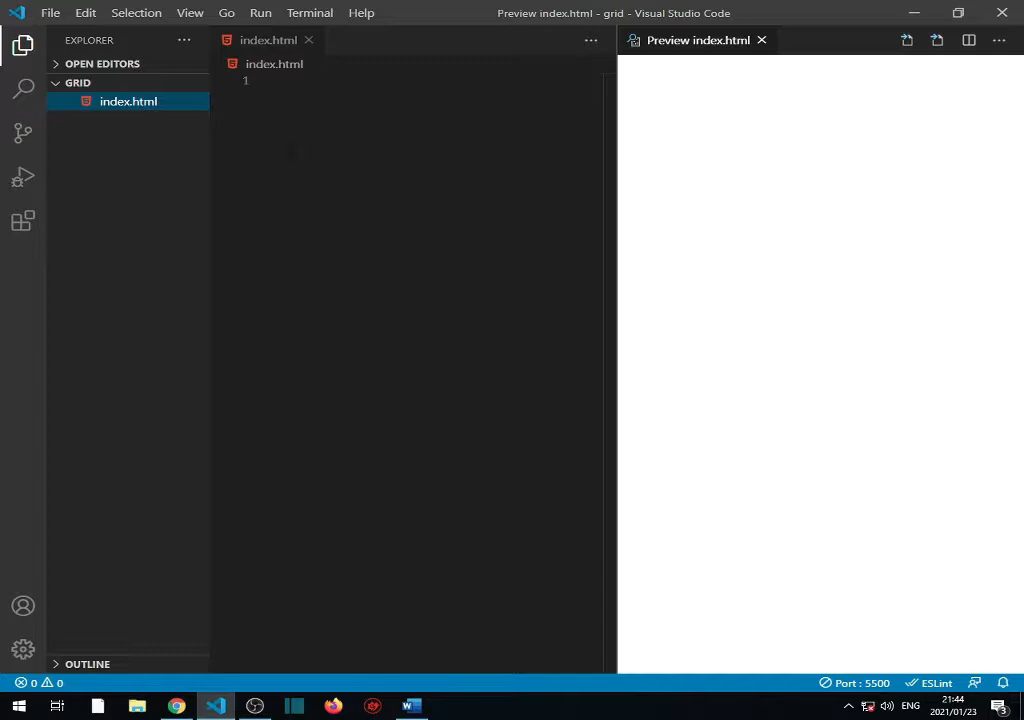 File Edit Selection View Go Run Terminal Help
Preview index.html - grid - Visual Studio Code
EXPLORER
index.html
Preview index.html
OPEN EDITORS
index.html
GRID
1
index.html
OUTLINE
0 0
Port : 5500
ESLint
ENG
21:44
2021/01/23
3